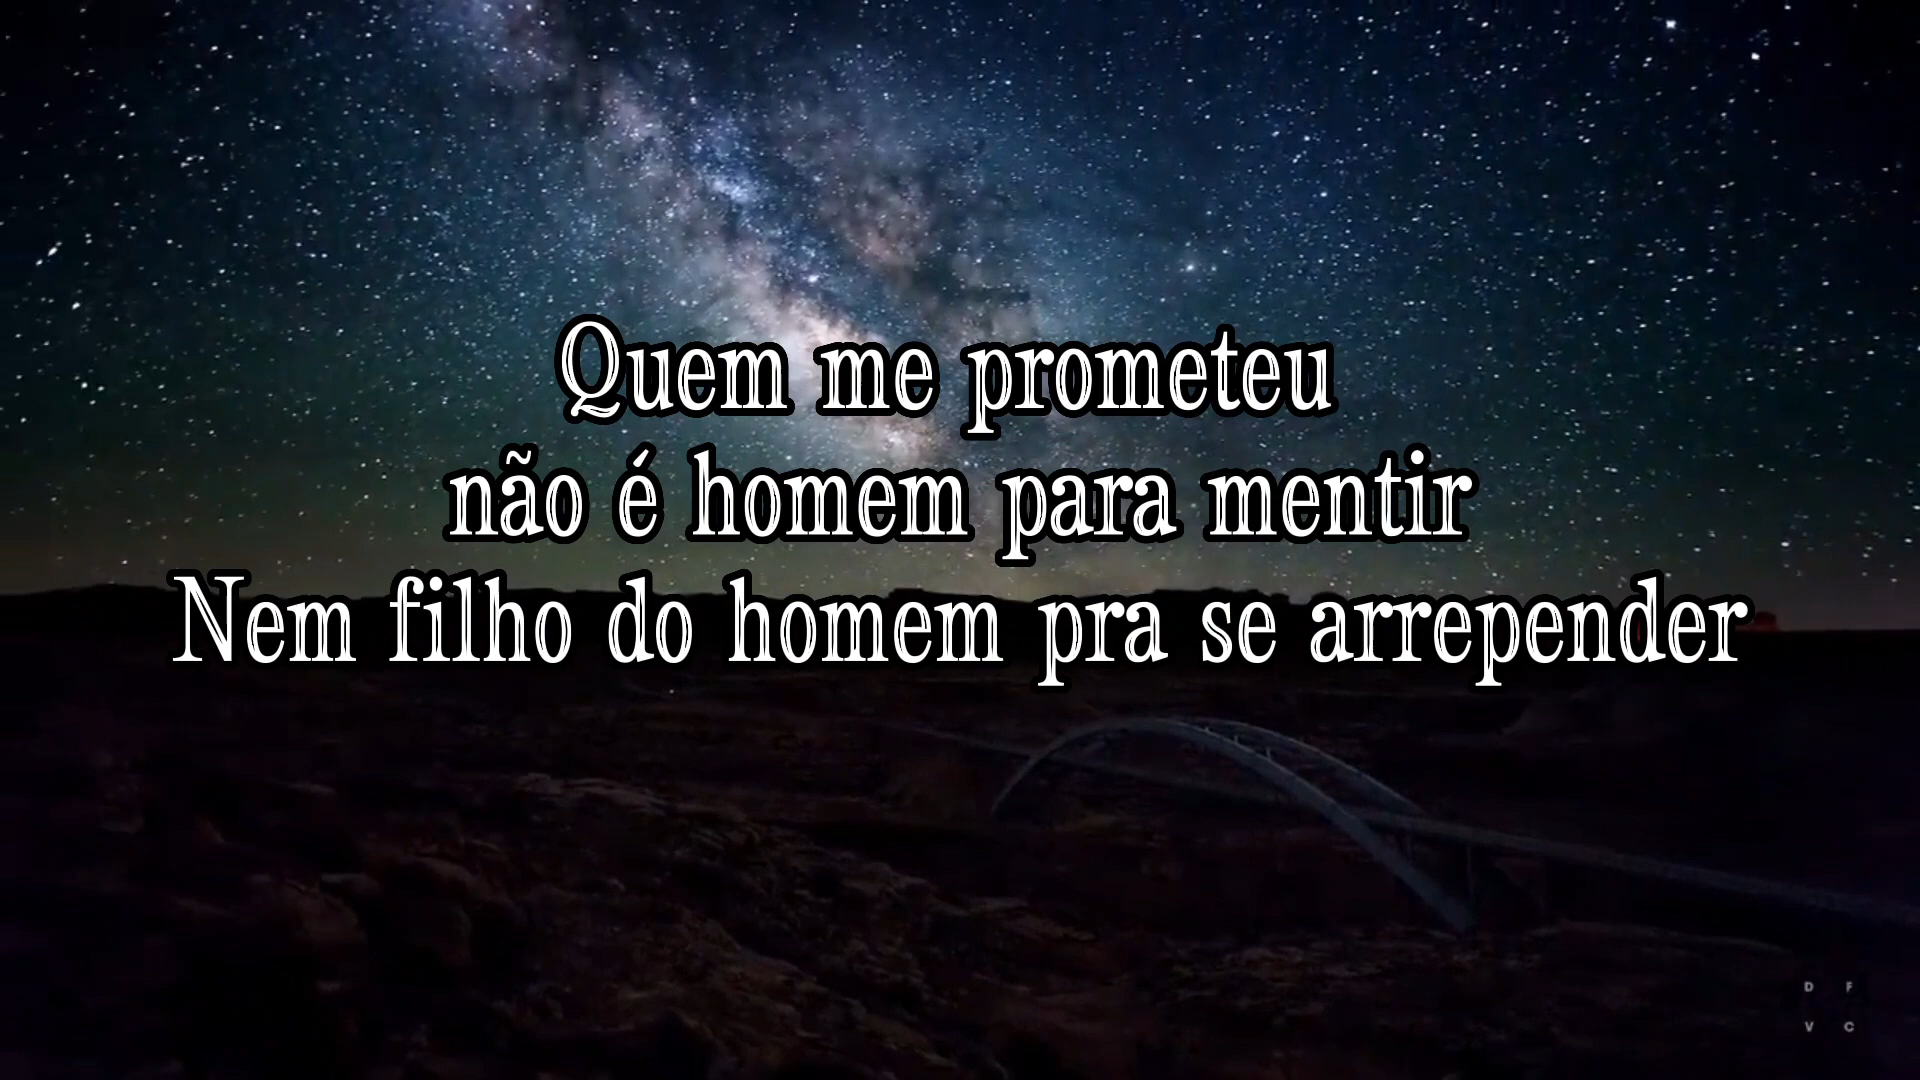 Quem me prometeu
não é homem para mentir
Nem filho do homem pra se arrepender
D F
V C